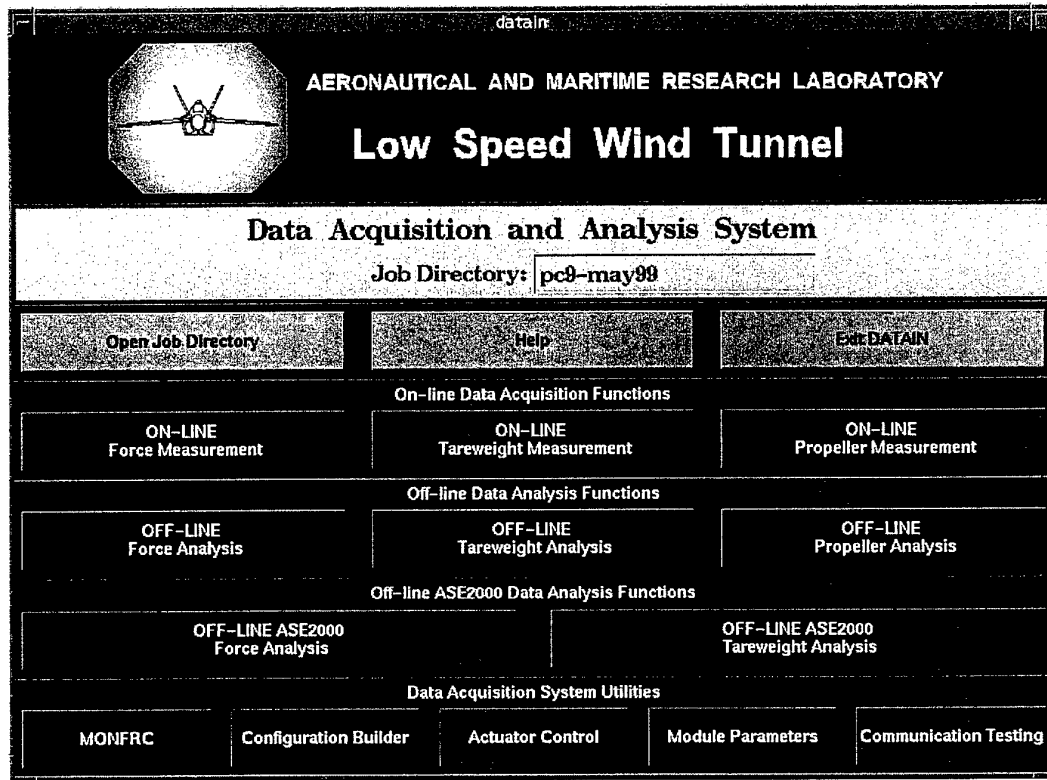 datain
AERONAUTICAL AND MARITIME RESEARCH LABORATORY
Low Speed Wind Tunnel
Data Acquisition and Analysis System
Job Directory: pc9-may99
Open Job Directory
Help
Exit DATAIN
On-line Data Acquisition Functions
ON-LINE
Force Measurement
ON-LINE
Tareweight Measurement
ON-LINE
Propeller Measurement
Off-line Data Analysis Functions
OFF-LINE
Force Analysis
OFF-LINE
Tareweight Analysis
OFF-LINE
Propeller Analysis
Off-line ASE2000 Data Analysis Functions
OFF-LINE ASE2000
Force Analysis
OFF-LINE ASE2000
Tareweight Analysis
Data Acquisition System Utilities
MONFRC
Configuration Builder
Actuator Control
Module Parameters
Communication Testing